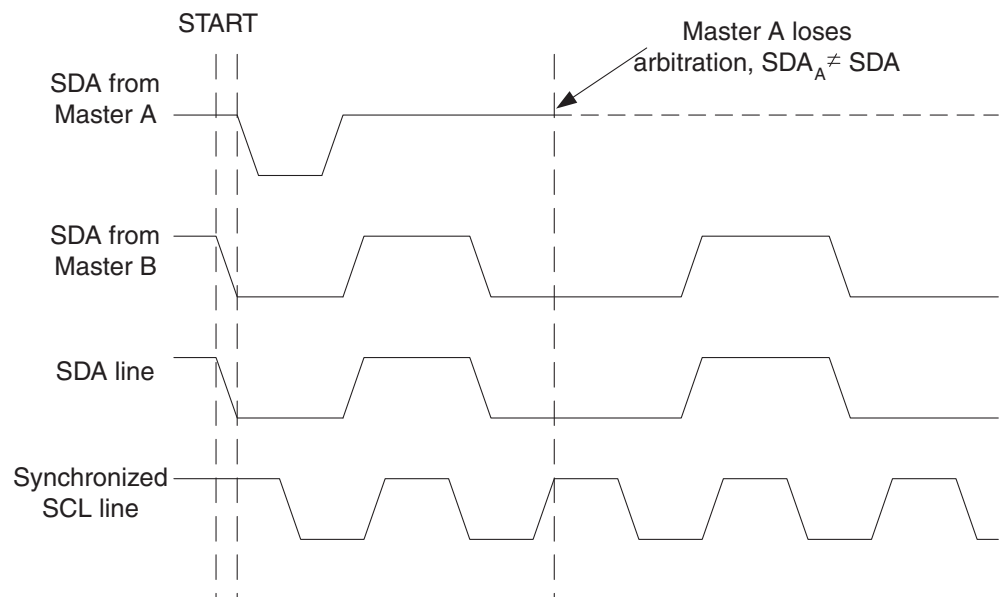 START
Master A loses
arbitration, SDA_A ≠ SDA
SDA from
Master A
SDA from
Master B
SDA line
Synchronized
SCL line